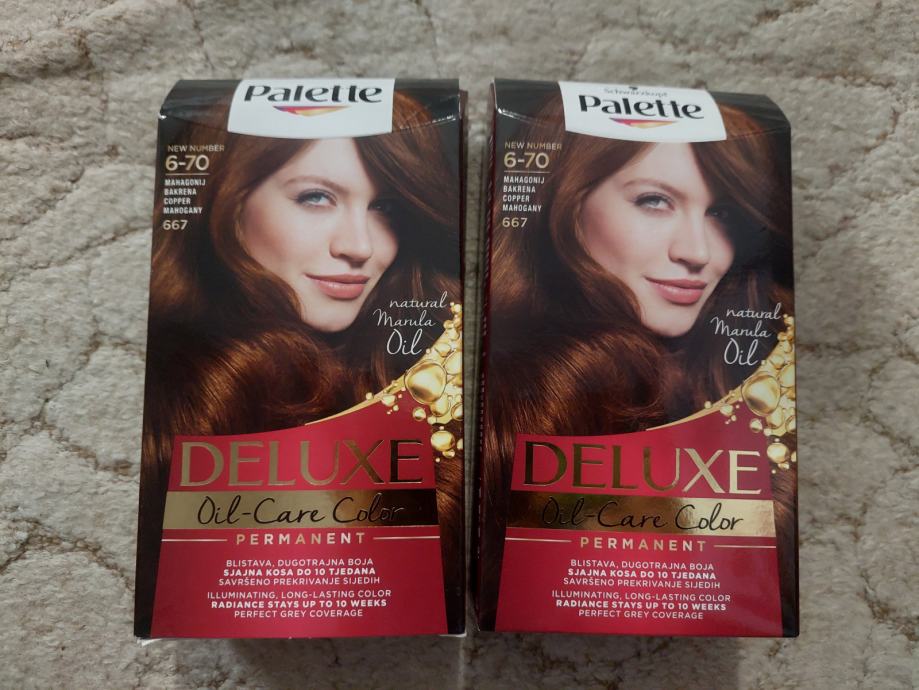 Palette
NEW NUMBER
6-70
MAHAGONIJ
BAKRENA
COPPER
MAHOGANY
667
natural
Marula
Oil
DELUXE
Oil-Care Color
PERMANENT
BLISTAVA, DUGOTRAJNA BOJA
SJAJNA KOSA DO 10 TJEDANA
SAVRŠENO PREKRIVANJE SIJEDIH
ILLUMINATING, LONG-LASTING COLOR
RADIANCE STAYS UP TO 10 WEEKS
PERFECT GREY COVERAGE
Schwarzkopf
Palette
NEW NUMBER
6-70
MAHAGONIJ
BAKRENA
COPPER
MAHOGANY
667
natural
Marula
Oil
DELUXE
Oil-Care Color
PERMANENT
BLISTAVA, DUGOTRAJNA BOJA
SJAJNA KOSA DO 10 TJEDANA
SAVRŠENO PREKRIVANJE SIJEDIH
ILLUMINATING, LONG-LASTING COLOR
RADIANCE STAYS UP TO 10 WEEKS
PERFECT GREY COVERAGE